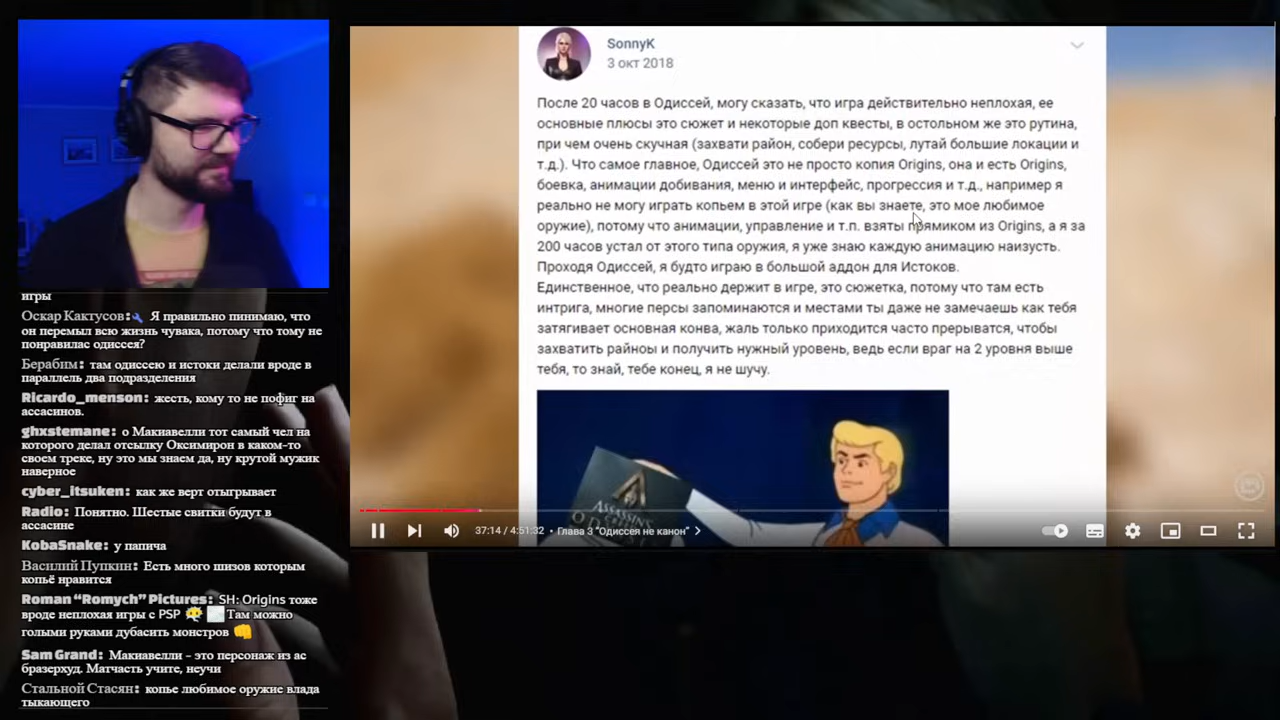 игры
Оскар Кактусов: Я правильно пинимаю, что
он перемыл всю жизнь чувака, потому что тому не
понравилас одиссея?
Берабим: там одиссею и истоки делали вроде в
параллель два подразделения
Ricardo_menson: жесть, кому то не пофиг на
ассасинов.
ghxstemane: о Макиавелли тот самый чел на
которого делал отсылку Оксимирон в каком-то
своем треке, ну это мы знаем да, ну крутой мужик
наверное
cyber_itsuken: как же верт отыгрывает
Radio: Понятно. Шестые свитки будут в
ассасине
KobaSnake: у папича
Василий Пупкин: Есть много шизов которым
копьё нравится
Roman “Romych” Pictures: SH: Origins тоже
вроде неплохая игры с PSP Там можно
голыми руками дубасить монстров
Sam Grand: Макиавелли - это персонаж из ас
бразерхуд. Матчасть учите, неучи
Стальной Стасян: копье любимое оружие влада
тыкающего
SonnyK
3 окт 2018
После 20 часов в Одиссей, могу сказать, что игра действительно неплохая, ее
основные плюсы это сюжет и некоторые доп квесты, в остольном же это рутина,
при чем очень скучная (захвати район, собери ресурсы, лутай большие локации и
т.д.). Что самое главное, Одиссей это не просто копия Origins, она и есть Origins,
боевка, анимации добивания, меню и интерфейс, прогрессия и т.д., например я
реально не могу играть копьем в этой игре (как вы знаете, это мое любимое
оружие), потому что анимации, управление и т.п. взяты прямиком из Origins, а я за
200 часов устал от этого типа оружия, я уже знаю каждую анимацию наизусть.
Проходя Одиссей, я будто играю в большой аддон для Истоков.
Единственное, что реально держит в игре, это сюжетка, потому что там есть
интрига, многие персы запоминаются и местами ты даже не замечаешь как тебя
затягивает основная конва, жаль только приходится часто прерыватся, чтобы
захватить райноы и получить нужный уровень, ведь если враг на 2 уровня выше
тебя, то знай, тебе конец, я не шучу.
ASSASSINS
37:14 / 4:51:32 • Глава 3 "Одиссея не канон" >